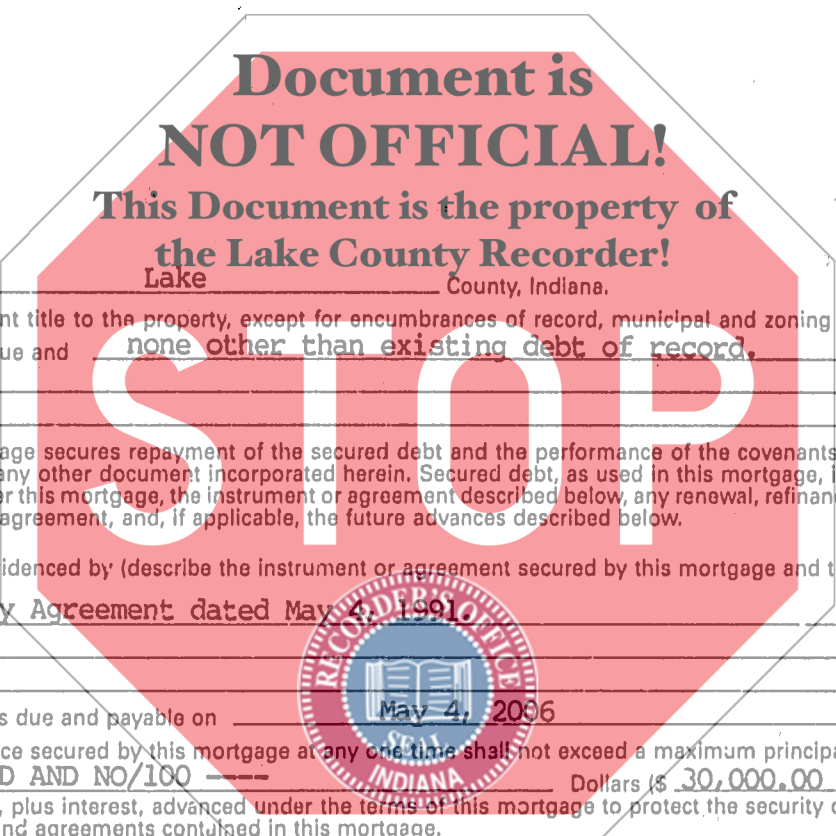 Document is
NOT OFFICIAL!
This Document is the property of
the Lake County Recorder!
Lake County, Indiana.
nt title to the property, except for encumbrances of record, municipal and zoning
ue and none other than existing debt of record.
STOP
age secures repayment of the secured debt and the performance of the covenants
any other document incorporated herein. Secured debt, as used in this mortgage, i
er this mortgage, the instrument or agreement described below, any renewal, refinan
agreement, and, if applicable, the future advances described below.
idenced by (describe the instrument or agreement secured by this mortgage and t
y Agreement dated May 4, 1991.
RECORDER'S OFFICE
s due and payable on May 4, 2006
SEAL
ce secured by this mortgage at any one time shall not exceed a maximum principa
INDIANA
D AND NO/100 ---- Dollars ($ 30,000.00
, plus interest, advanced under the terms of this mortgage to protect the security o
nd agreements contained in this mortgage.